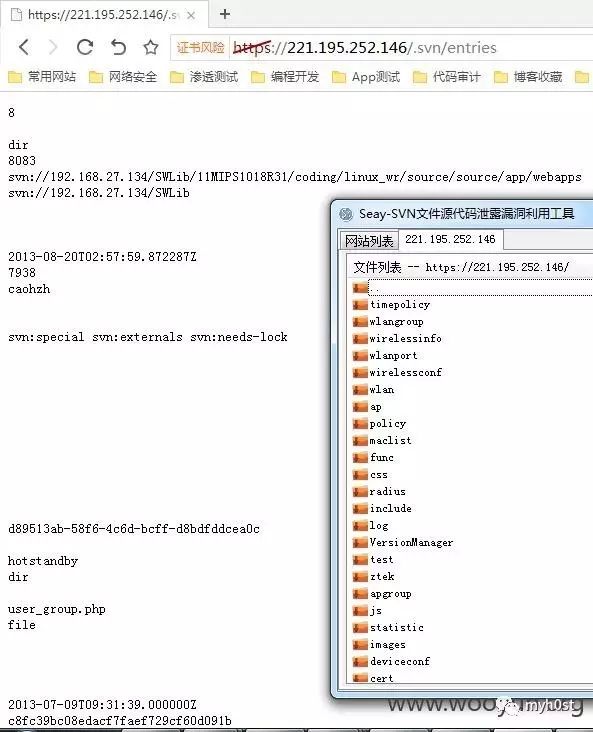 https://221.195.252.146/.sv
证书风险
https://221.195.252.146/.svn/entries
常用网站 网络安全 渗透测试 编程开发 App测试 代码审计 博客收藏
8
dir
8083
svn://192.168.27.134/SWLib/11MIPS1018R31/coding/linux_wr/source/source/app/webapps
svn://192.168.27.134/SWLib
2013-08-20T02:57:59.872287Z
7938
caohzh
svn:special svn:externals svn:needs-lock
d89513ab-58f6-4c6d-bcff-d8bdfddcea0c
hotstandby
dir
user_group.php
file
2013-07-09T09:31:39.000000Z
c8fc39bc08edacf7faef729cf60d091b
Seay-SVN文件源代码泄露漏洞利用工具
网站列表 221.195.252.146
文件列表 -- https://221.195.252.146/
..
timepolicy
wlangroup
wirelessinfo
wlanport
wirelessconf
wlan
ap
policy
maclist
func
css
radius
include
log
VersionManager
test
ztek
apgroup
js
statistic
images
deviceconf
cert
myh0st